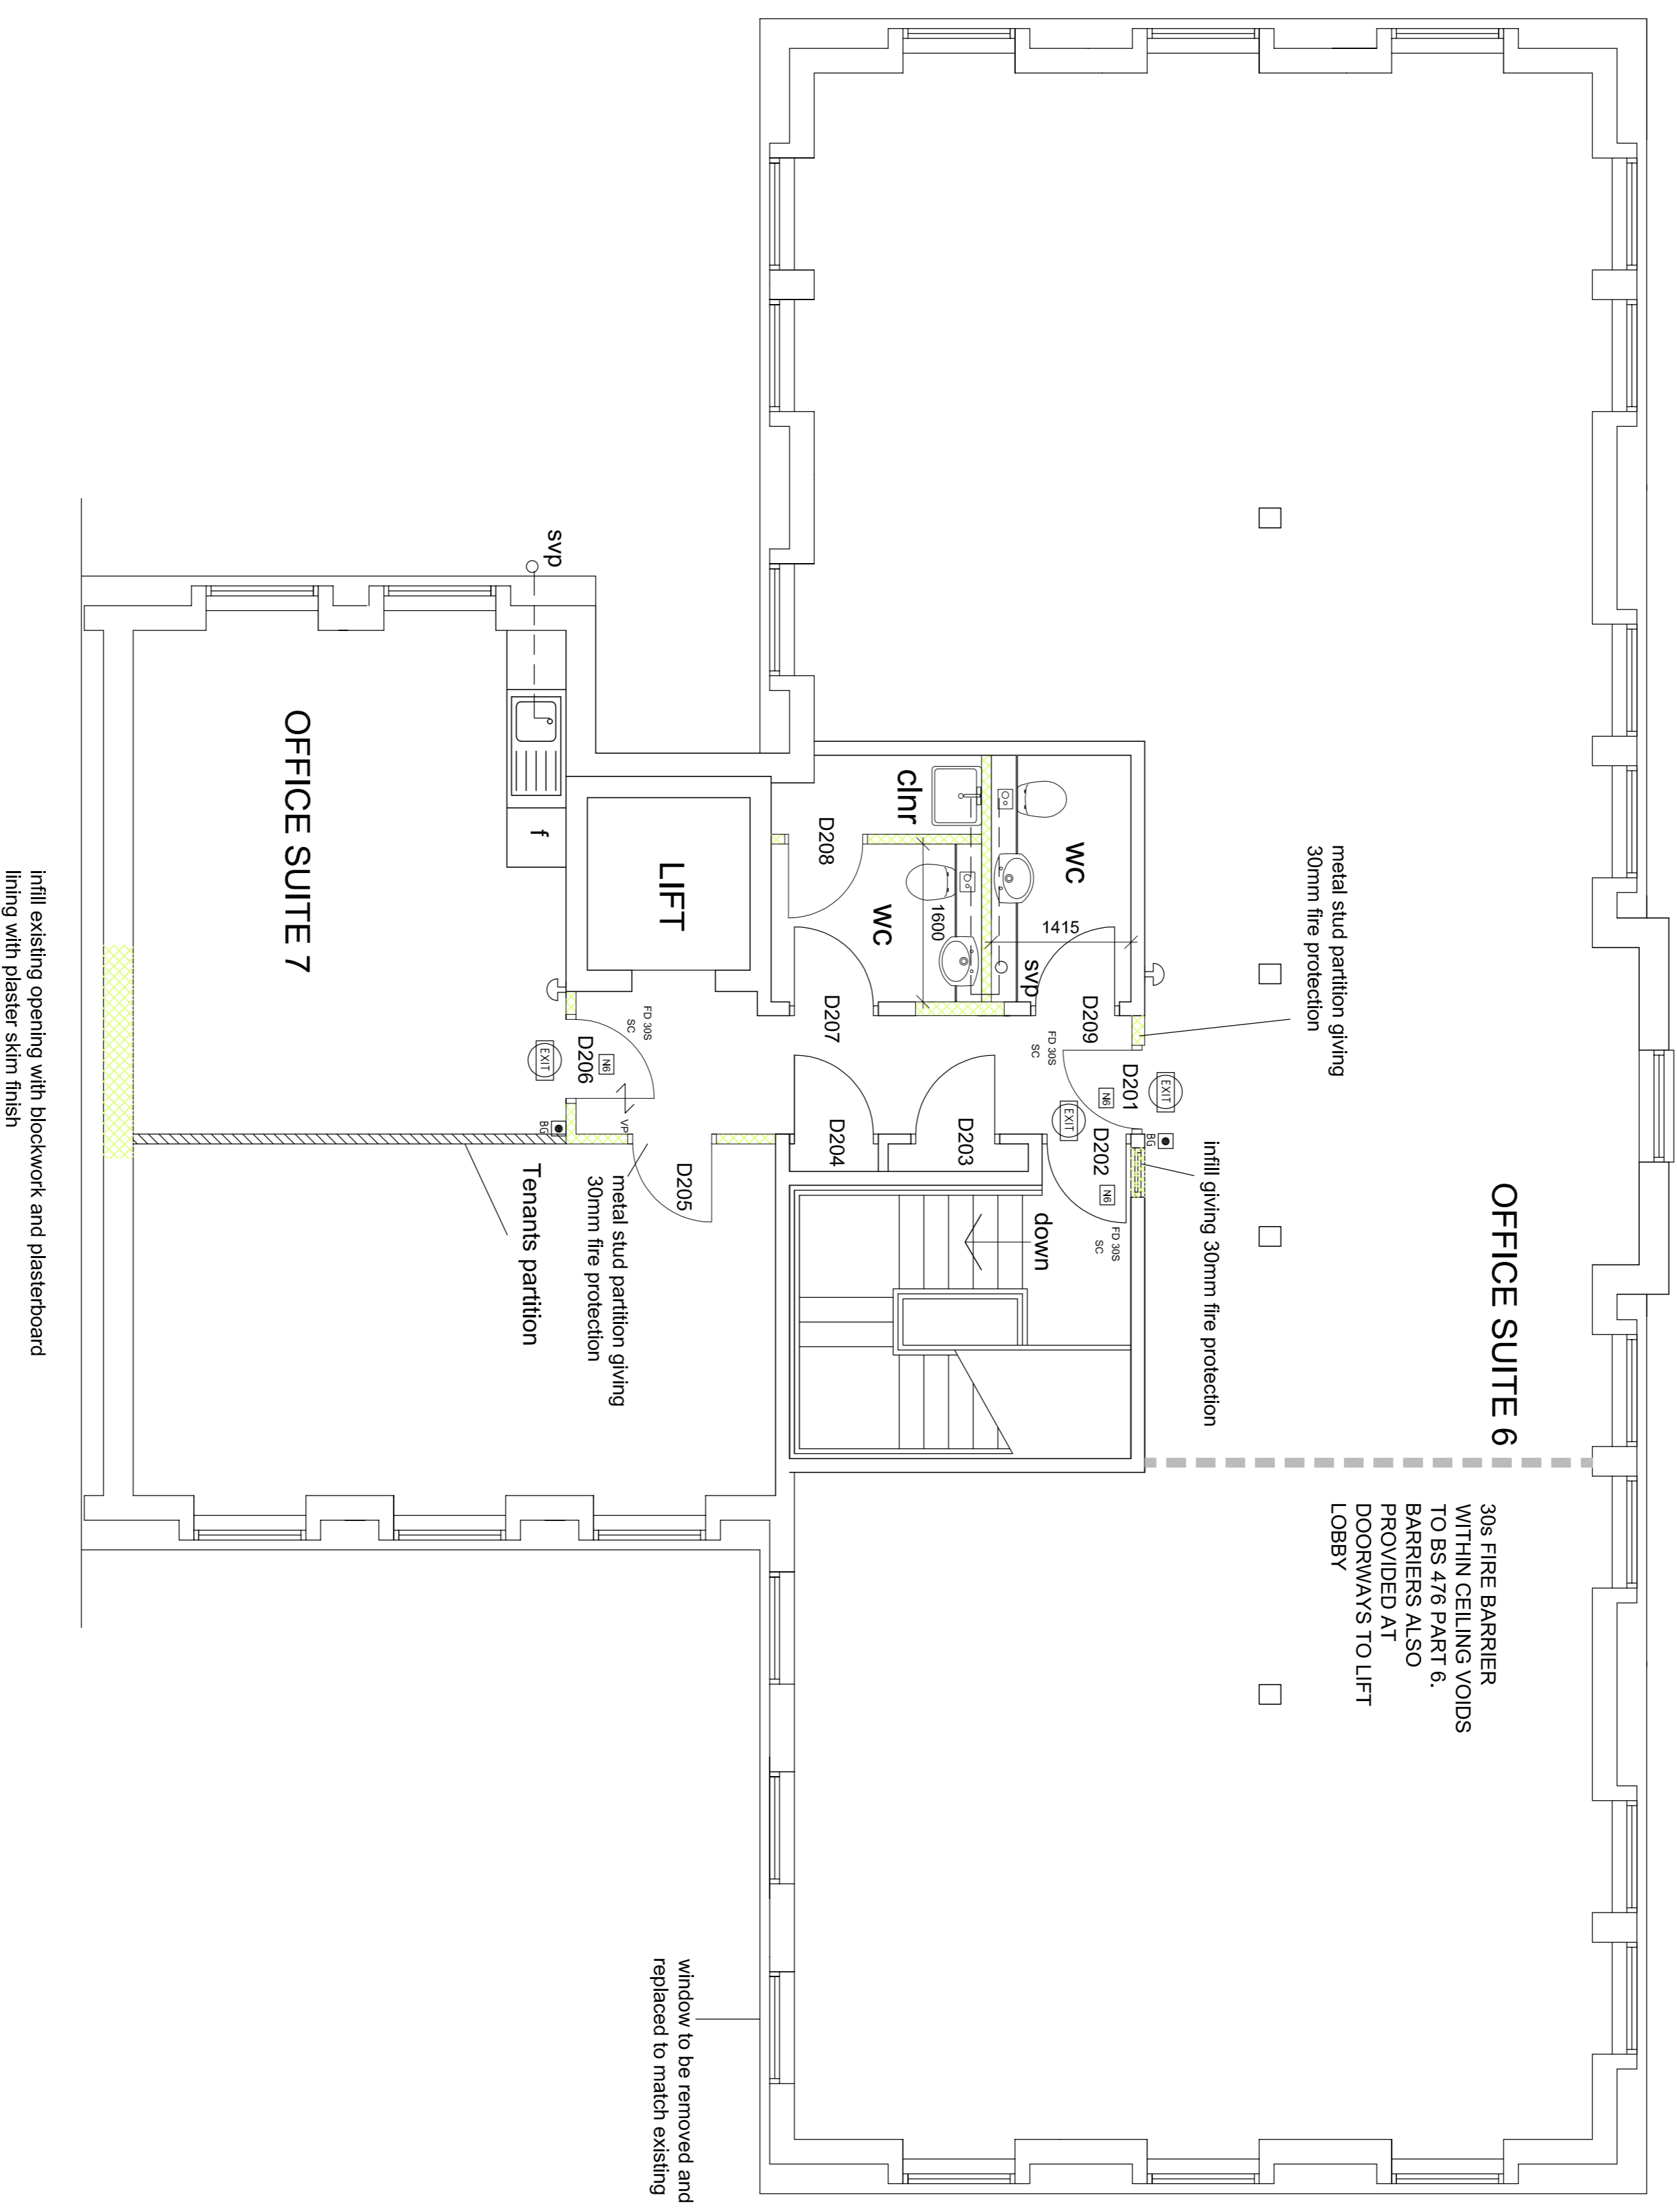 OFFICE SUITE 6
30s FIRE BARRIER
WITHIN CEILING VOIDS
TO BS 476 PART 6.
BARRIERS ALSO
PROVIDED AT
DOORWAYS TO LIFT
LOBBY
metal stud partition giving
30mm fire protection
infill giving 30mm fire protection
EXIT
BG
D201
N6
D202
N6
EXIT
FD 30S
SC
FD 30S
SC
D209
wc
1415
svp
down
D203
D204
D207
1600
wc
clnr
D208
LIFT
D205
FD 30S
SC
D206
N6
VP
EXIT
BG
metal stud partition giving
30mm fire protection
Tenants partition
svp
f
OFFICE SUITE 7
window to be removed and
replaced to match existing
infill existing opening with blockwork and plasterboard
lining with plaster skim finish